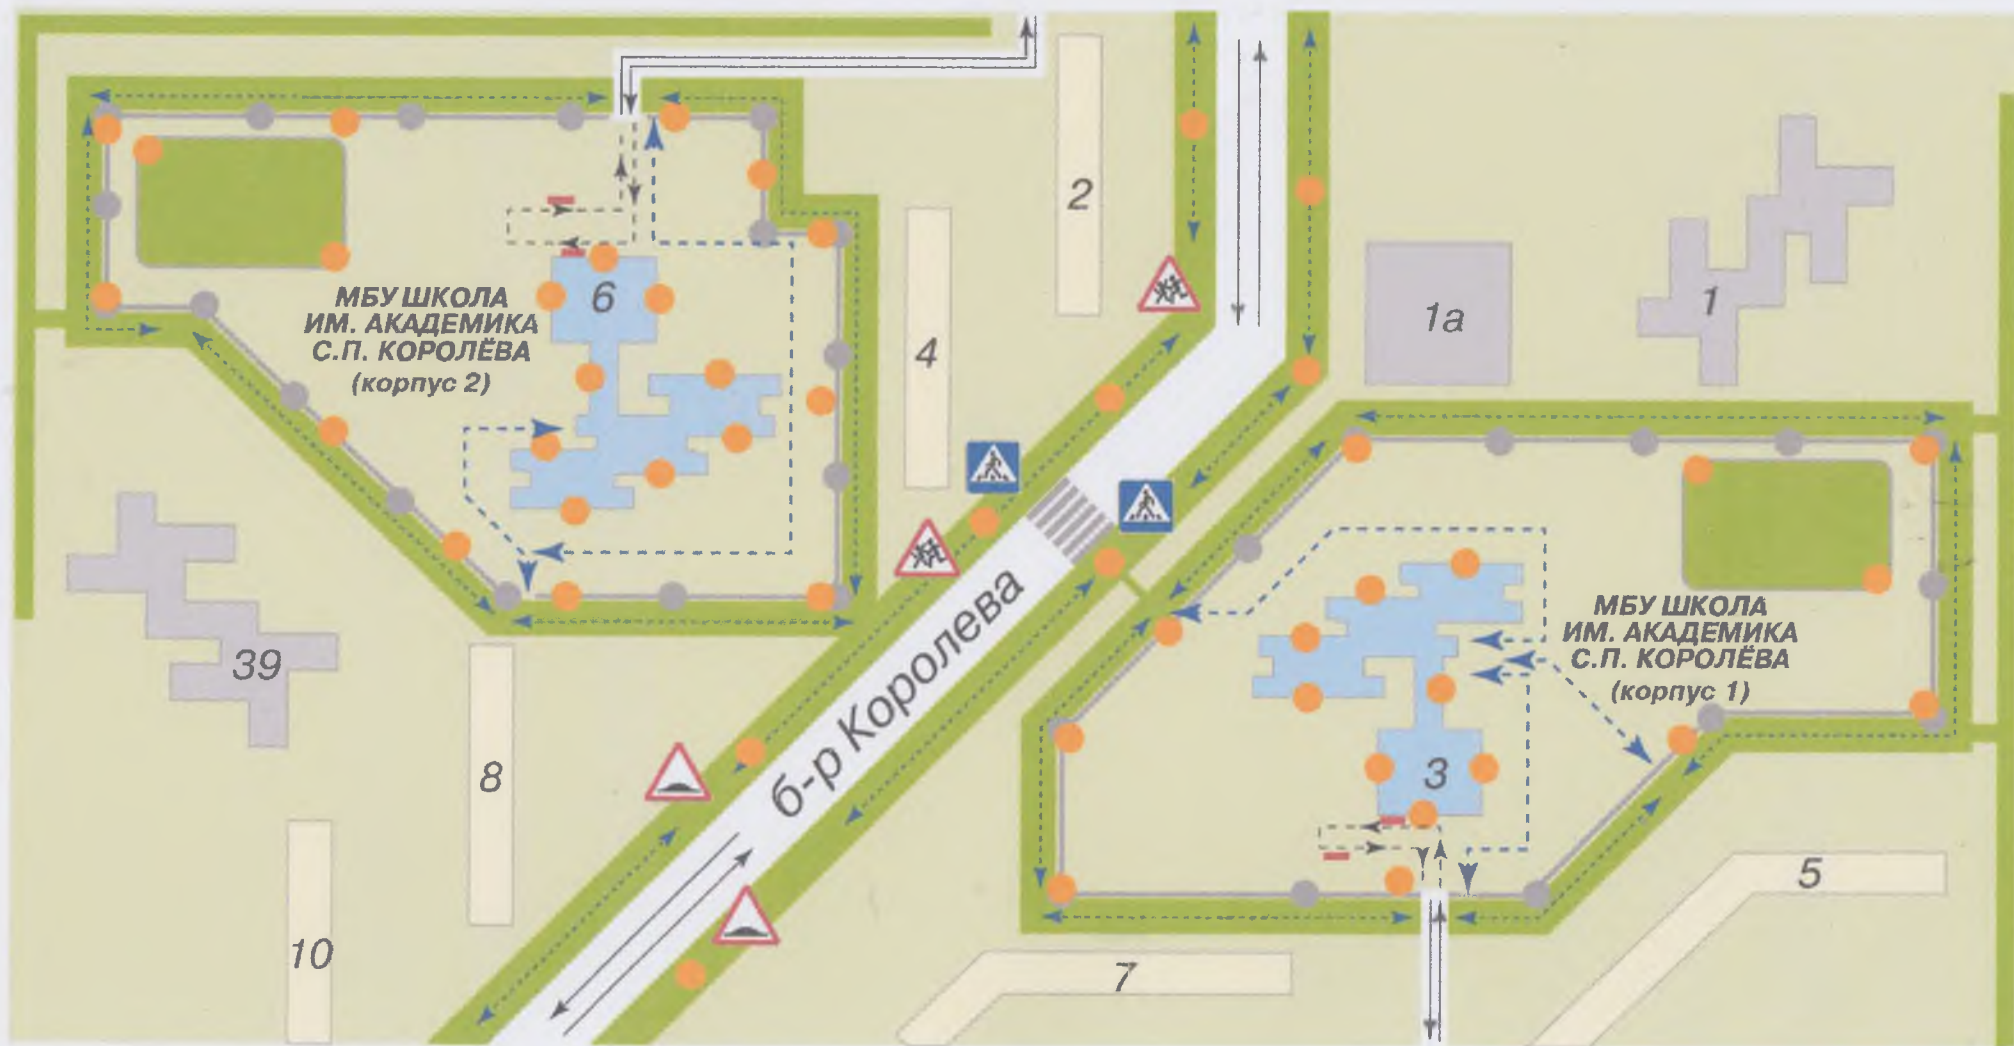 2
МБУ ШКОЛА
ИМ. АКАДЕМИКА
С.П. КОРОЛЁВА
(корпус 2)
6
4
1а
1
39
8
10
б-р Королева
МБУ ШКОЛА
ИМ. АКАДЕМИКА
С.П. КОРОЛЁВА
(корпус 1)
3
5
7